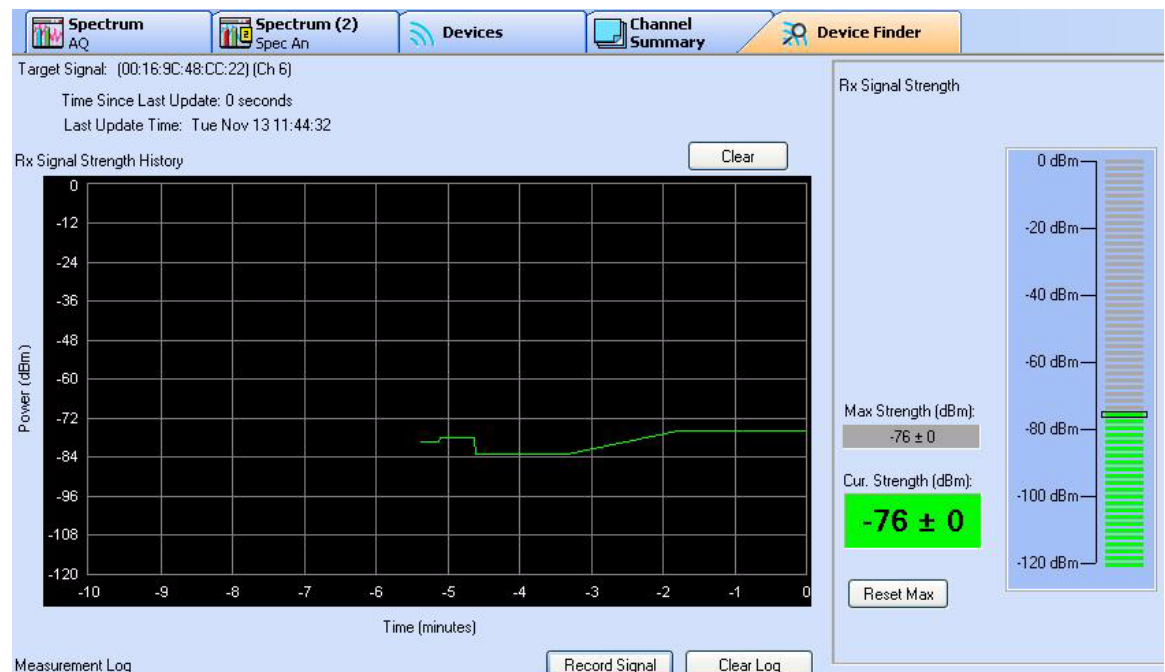 Spectrum
AQ
Spectrum (2)
Spec An
Devices
Channel
Summary
Device Finder
Target Signal: (00:16:9C:48:CC:22) (Ch 6)
Time Since Last Update: 0 seconds
Last Update Time: Tue Nov 13 11:44:32
Rx Signal Strength History
Clear
Power (dBm)
0
-12
-24
-36
-48
-60
-72
-84
-96
-108
-120
-10 -9 -8 -7 -6 -5 -4 -3 -2 -1 0
Time (minutes)
Measurement Log
Record Signal
Clear Log
Rx Signal Strength
0 dBm
-20 dBm
-40 dBm
-60 dBm
-80 dBm
-100 dBm
-120 dBm
Max Strength (dBm):
-76 ± 0
Cur. Strength (dBm):
-76 ± 0
Reset Max